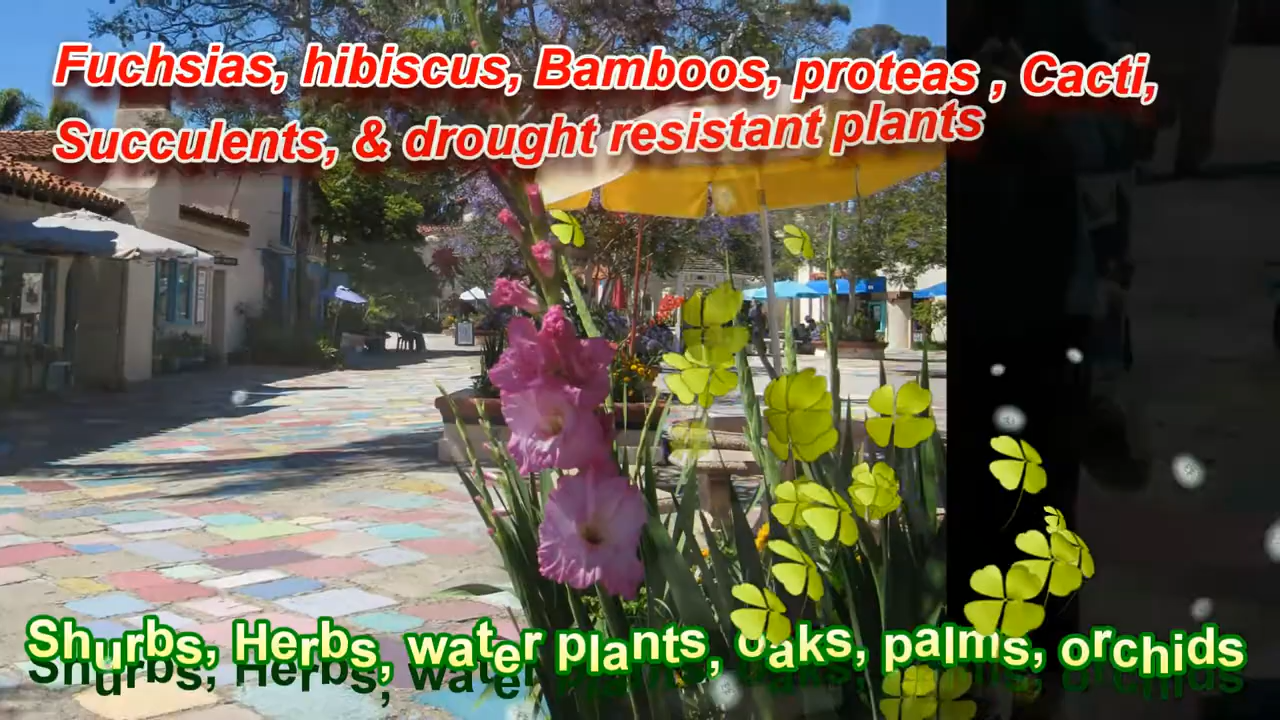 Fuchsias, hibiscus, Bamboos, proteas , Cacti,
Succulents, & drought resistant plants
Shurbs, Herbs, water plants, oaks, palms, orchids